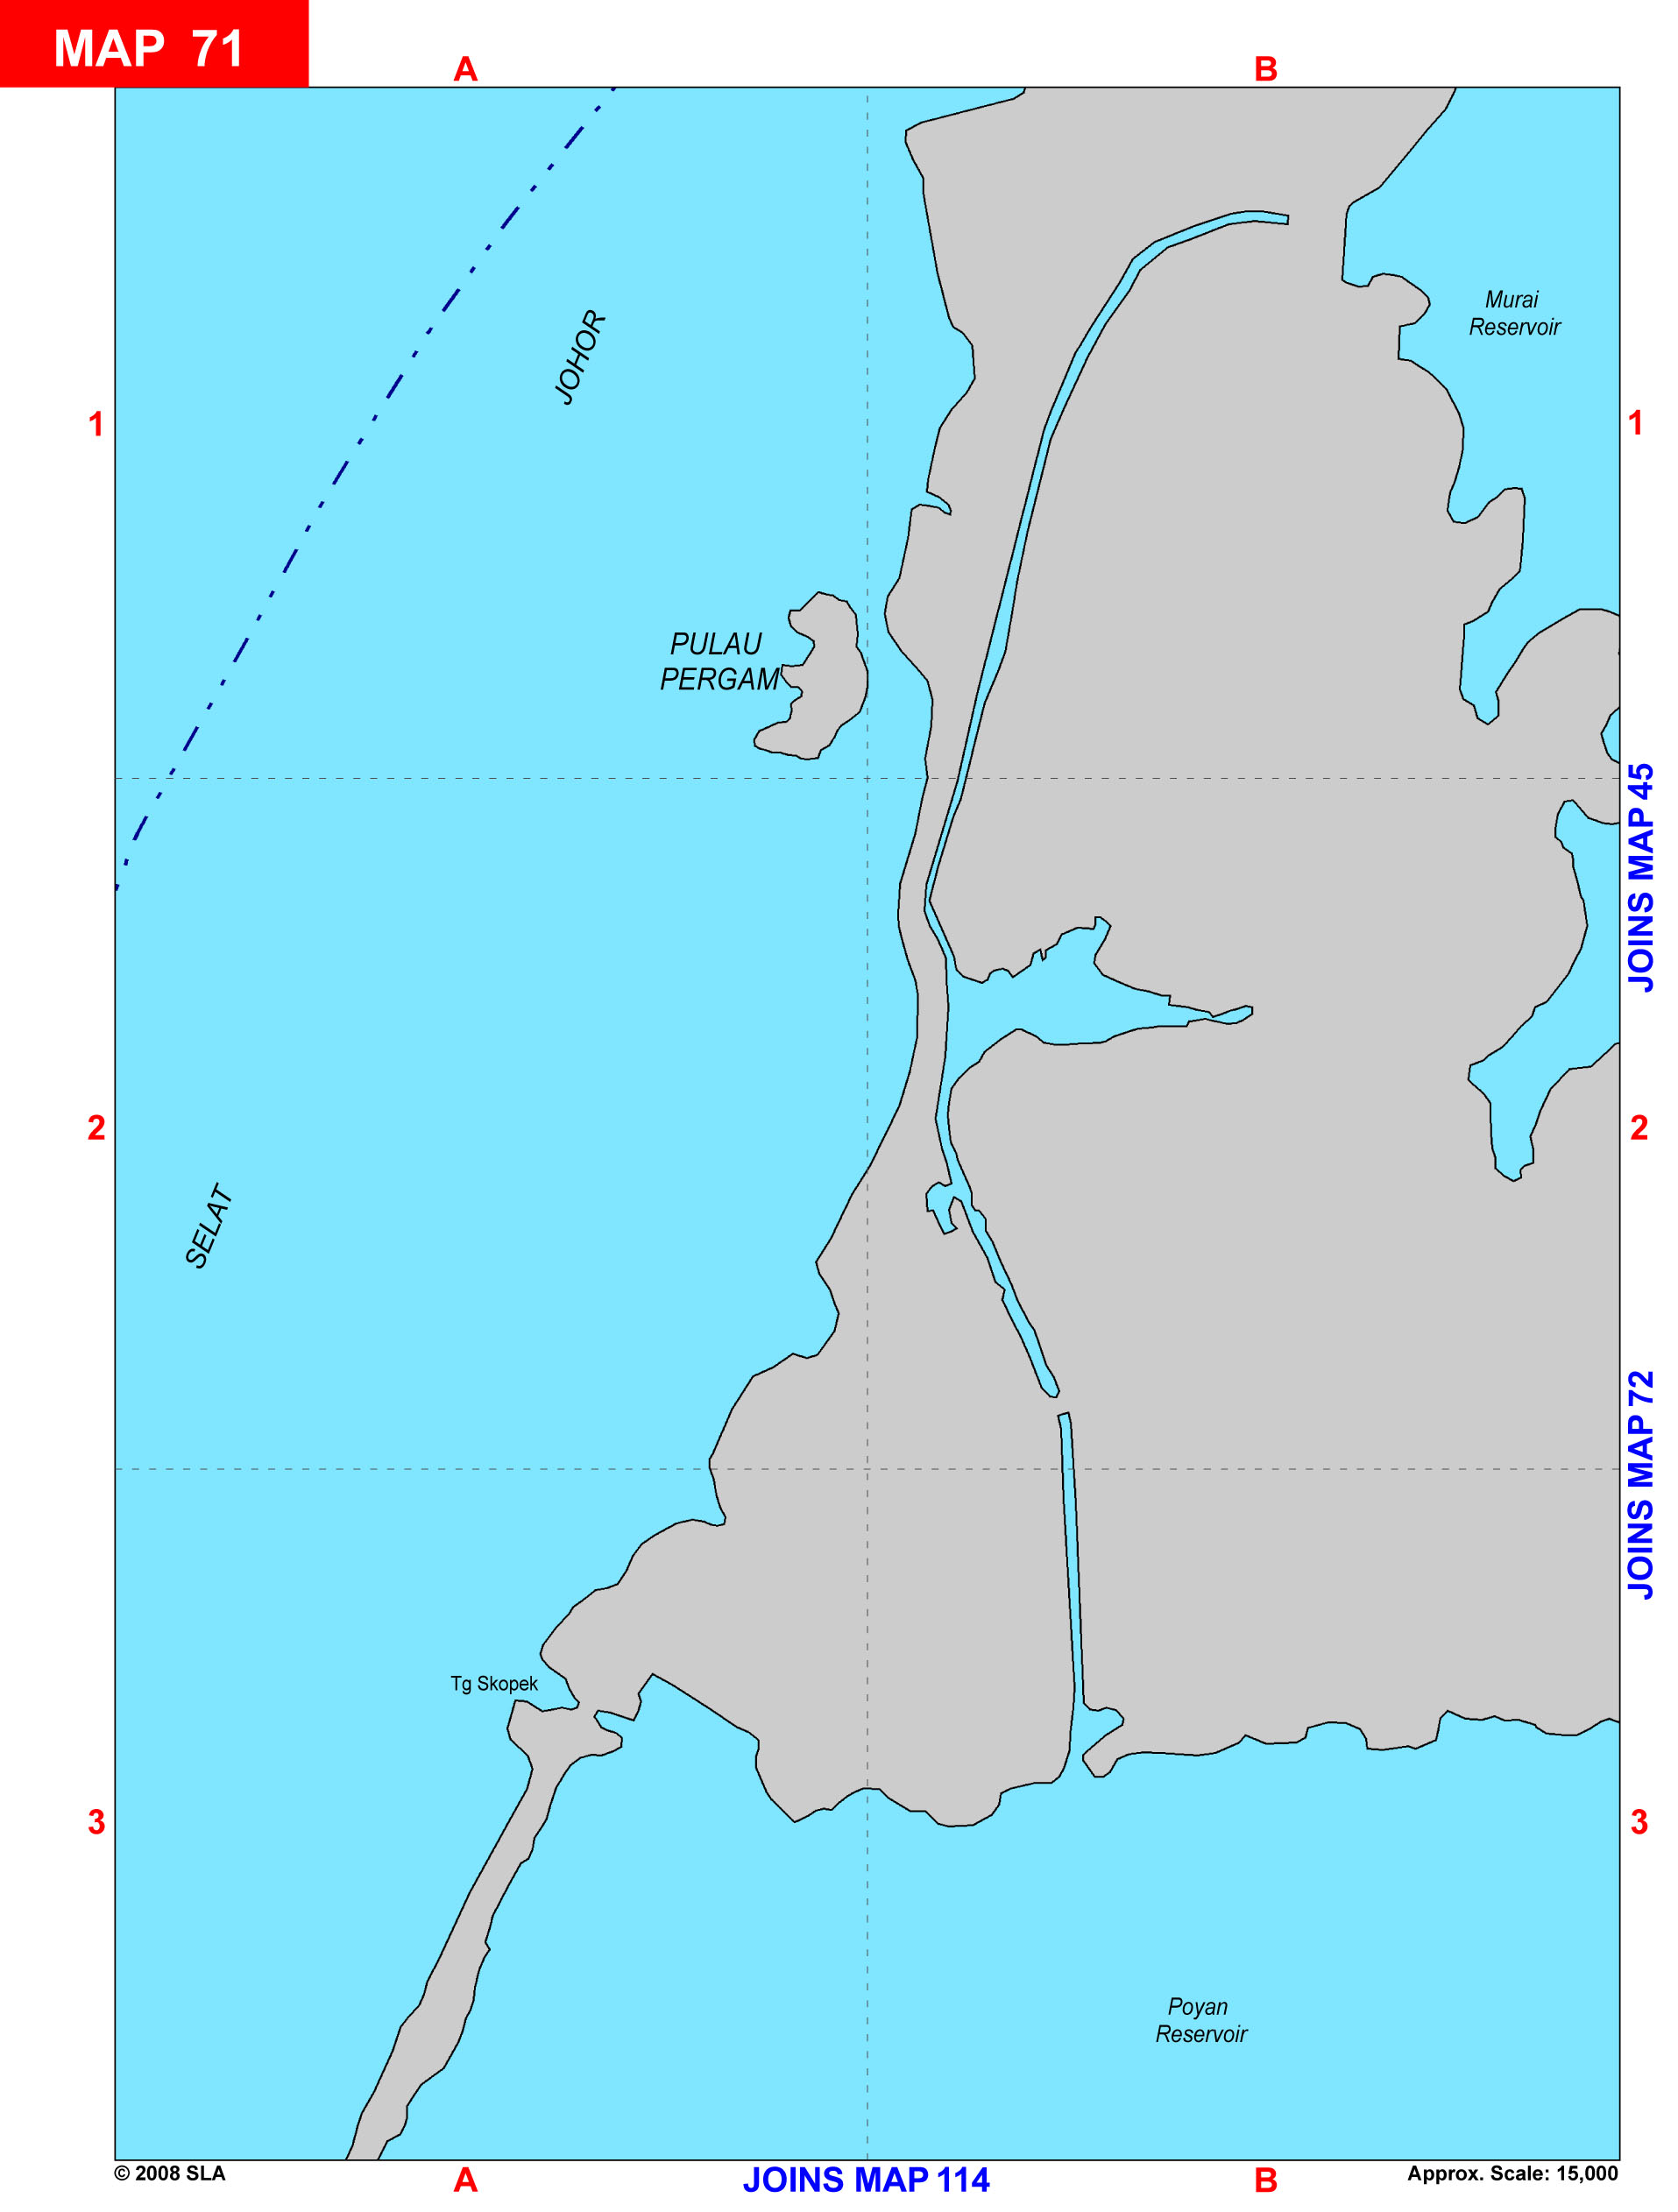 MAP 71
A
B
Murai
Reservoir
JOHOR
1
1
PULAU
PERGAM
JOINS MAP 45
2
2
SELAT
JOINS MAP 72
Tg Skopek
3
3
Poyan
Reservoir
© 2008 SLA
A
JOINS MAP 114
B
Approx. Scale: 15,000